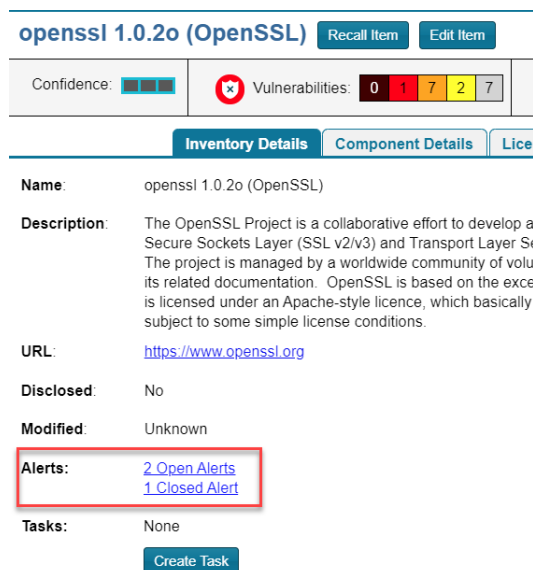 openssl 1.0.2o (OpenSSL) Recall Item Edit Item
Confidence: Vulnerabilities: 0 1 7 2 7
Inventory Details Component Details Lice
Name: openssl 1.0.2o (OpenSSL)
Description: The OpenSSL Project is a collaborative effort to develop a
Secure Sockets Layer (SSL v2/v3) and Transport Layer Se
The project is managed by a worldwide community of volu
its related documentation. OpenSSL is based on the exce
is licensed under an Apache-style licence, which basically
subject to some simple license conditions.
URL: https://www.openssl.org
Disclosed: No
Modified: Unknown
Alerts: 2 Open Alerts
1 Closed Alert
Tasks: None
Create Task